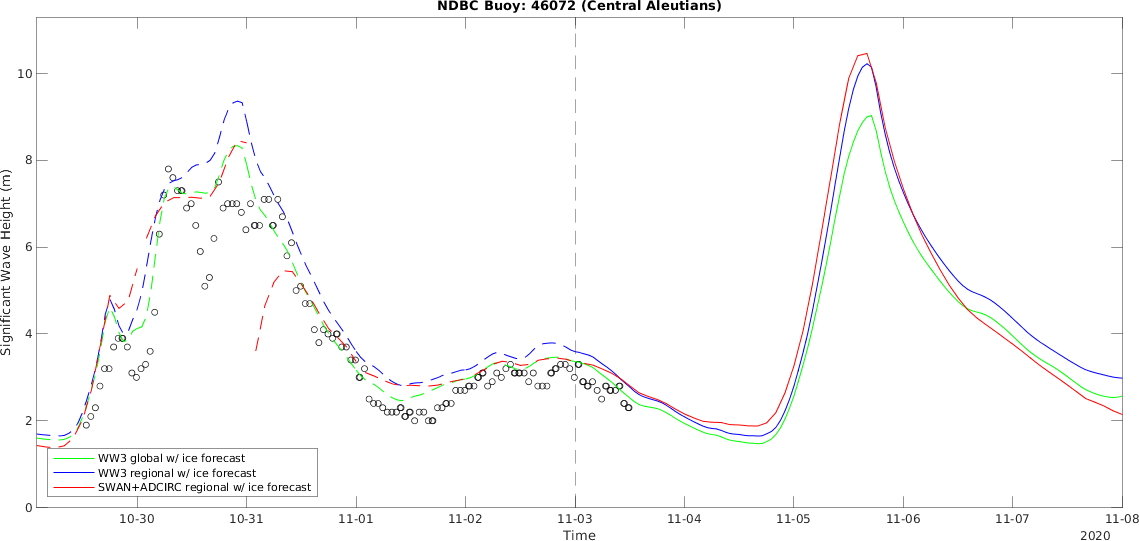 NDBC Buoy: 46072 (Central Aleutians)
Significant Wave Height (m)
10
8
6
4
2
0
WW3 global w/ ice forecast
WW3 regional w/ ice forecast
SWAN+ADCIRC regional w/ ice forecast
10-30 10-31 11-01 11-02 11-03 11-04 11-05 11-06 11-07 11-08
Time
2020